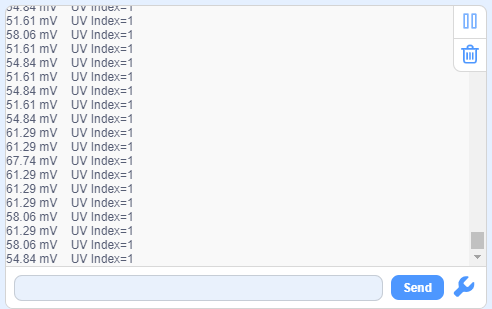 54.84 mV UV Index=1
51.61 mV UV Index=1
58.06 mV UV Index=1
51.61 mV UV Index=1
54.84 mV UV Index=1
51.61 mV UV Index=1
54.84 mV UV Index=1
51.61 mV UV Index=1
54.84 mV UV Index=1
61.29 mV UV Index=1
61.29 mV UV Index=1
67.74 mV UV Index=1
61.29 mV UV Index=1
61.29 mV UV Index=1
61.29 mV UV Index=1
58.06 mV UV Index=1
61.29 mV UV Index=1
58.06 mV UV Index=1
54.84 mV UV Index=1
Send